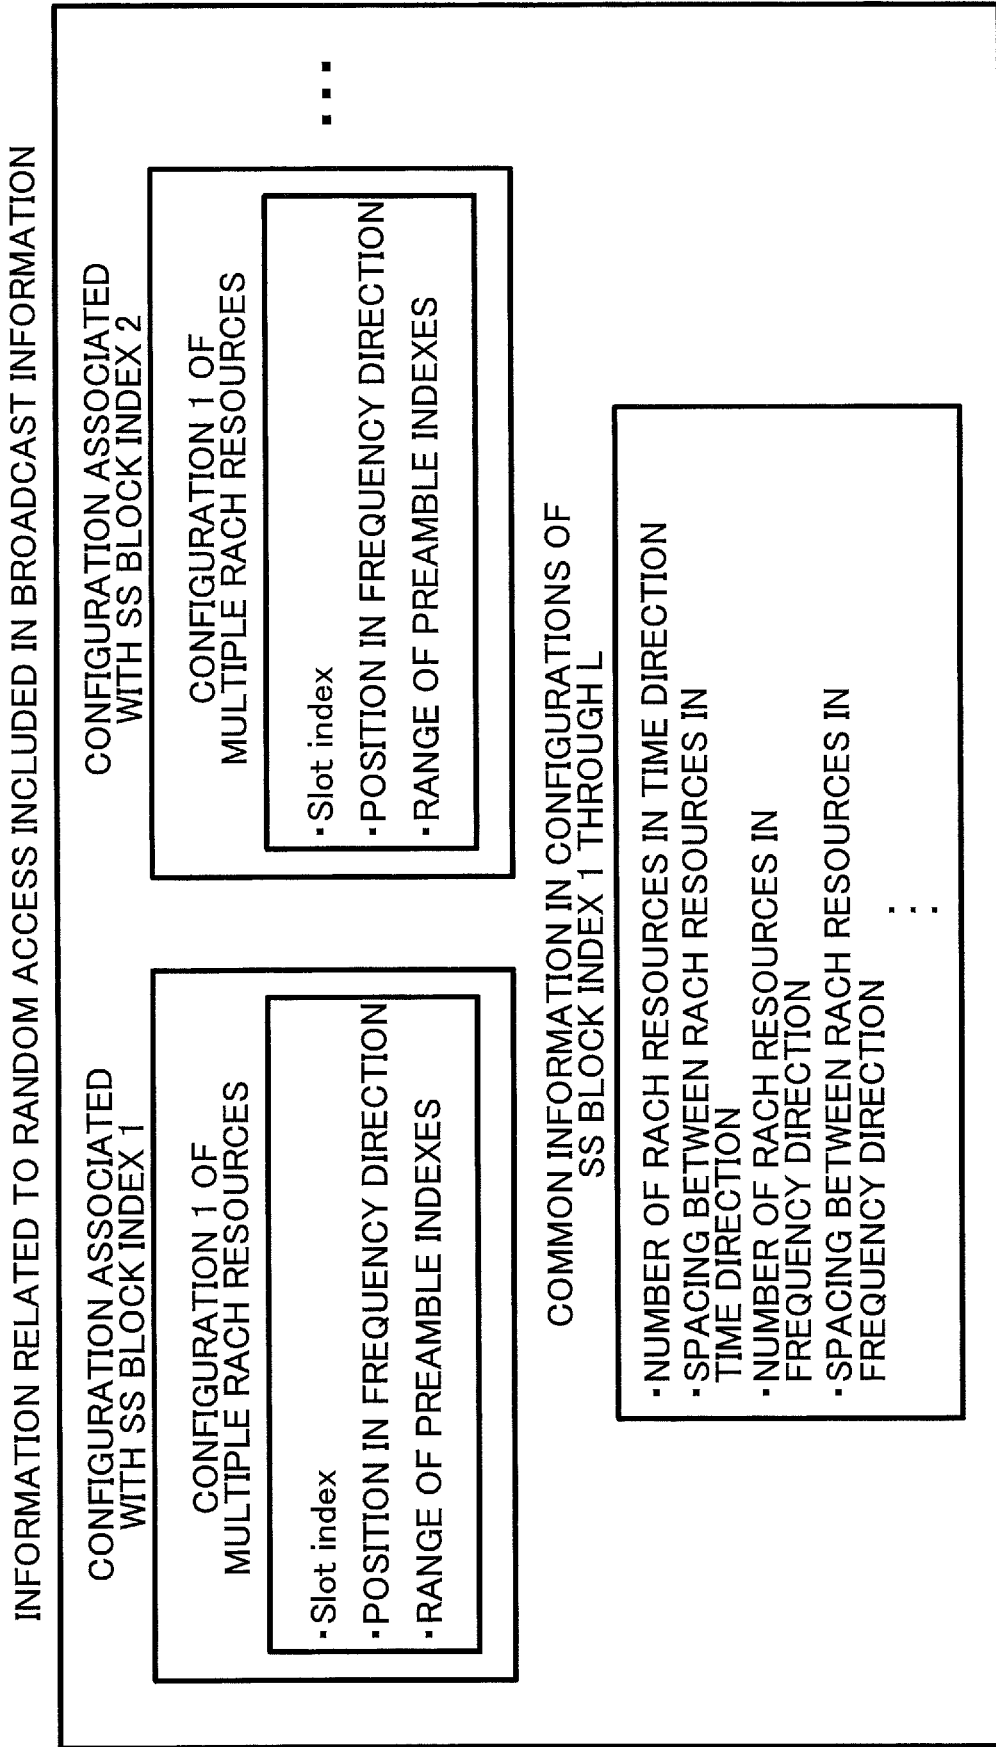 INFORMATION RELATED TO RANDOM ACCESS INCLUDED IN BROADCAST INFORMATION
CONFIGURATION ASSOCIATED
WITH SS BLOCK INDEX 1
CONFIGURATION 1 OF
MULTIPLE RACH RESOURCES
・Slot index
・POSITION IN FREQUENCY DIRECTION
・RANGE OF PREAMBLE INDEXES
CONFIGURATION ASSOCIATED
WITH SS BLOCK INDEX 2
CONFIGURATION 1 OF
MULTIPLE RACH RESOURCES
・Slot index
・POSITION IN FREQUENCY DIRECTION
・RANGE OF PREAMBLE INDEXES
...
COMMON INFORMATION IN CONFIGURATIONS OF
SS BLOCK INDEX 1 THROUGH L
・NUMBER OF RACH RESOURCES IN TIME DIRECTION
・SPACING BETWEEN RACH RESOURCES IN
TIME DIRECTION
・NUMBER OF RACH RESOURCES IN
FREQUENCY DIRECTION
・SPACING BETWEEN RACH RESOURCES IN
FREQUENCY DIRECTION
...